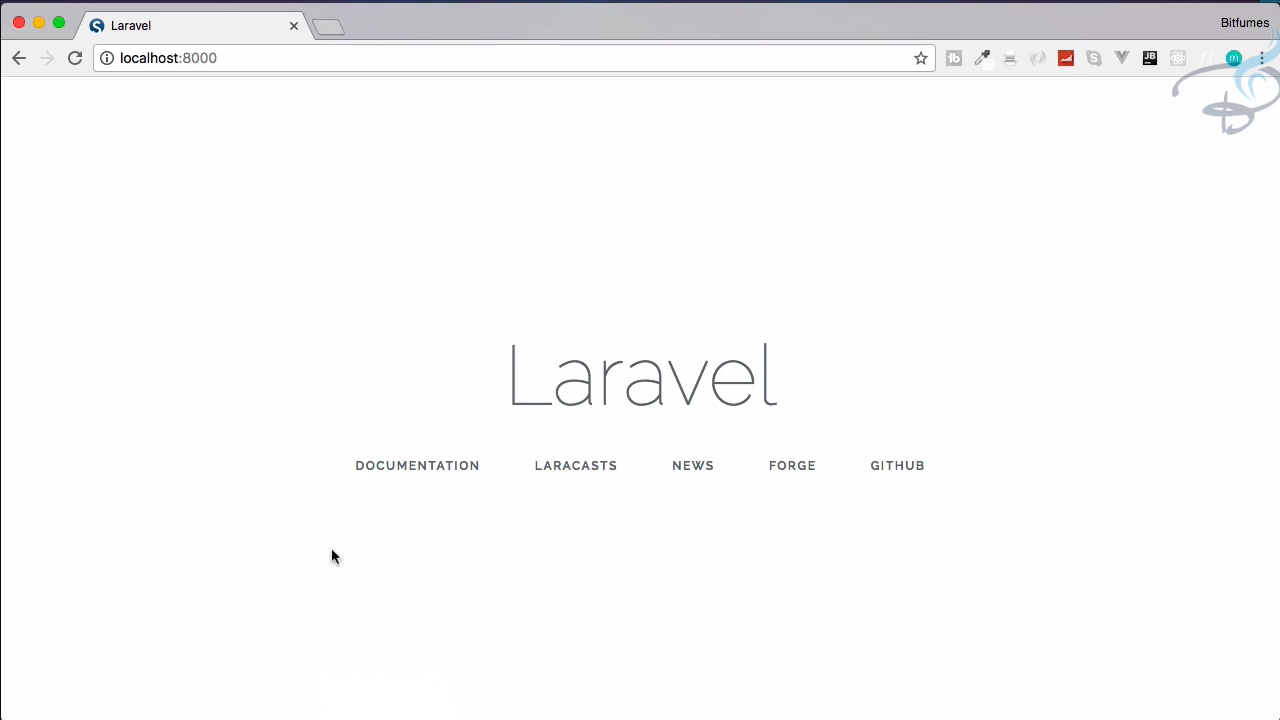 Laravel
Bitfumes
localhost:8000
Laravel
DOCUMENTATION LARACASTS NEWS FORGE GITHUB